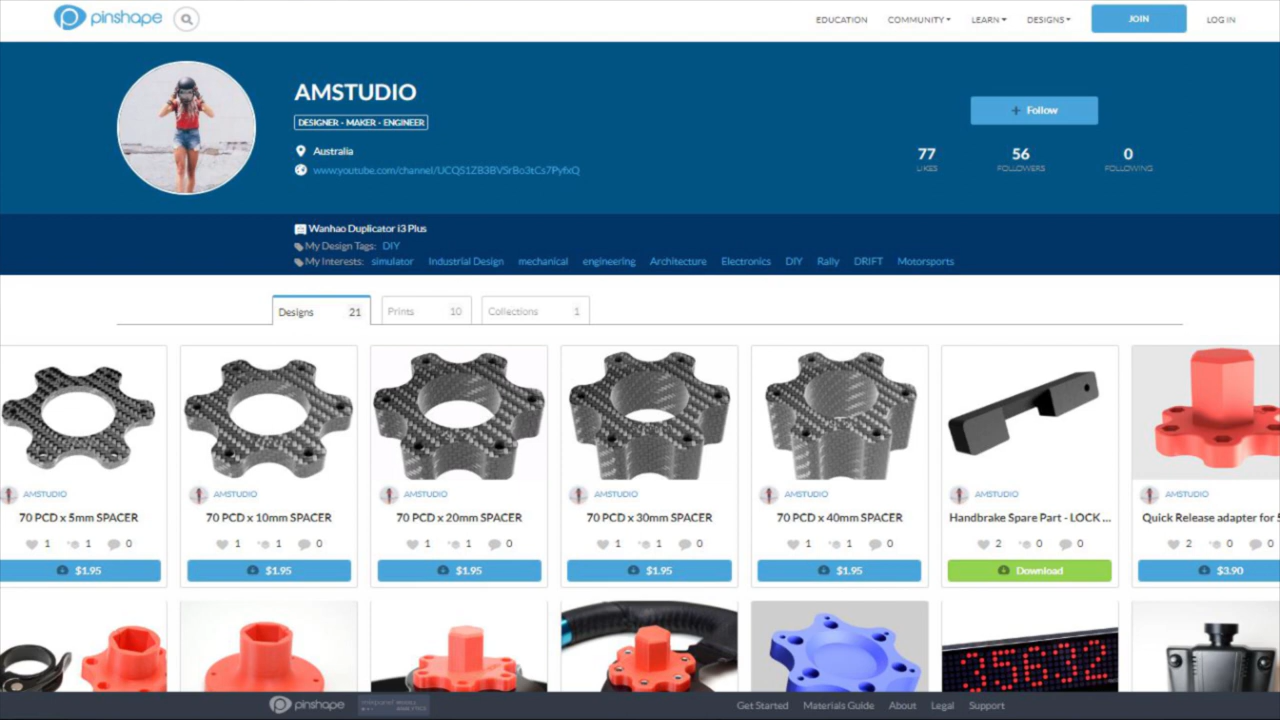 pinshape
EDUCATION COMMUNITY LEARN DESIGNS JOIN LOG IN
AMSTUDIO
DESIGNER - MAKER - ENGINEER
+ Follow
Australia
77 56 0
LIKES FOLLOWERS FOLLOWING
Wanhao Duplicator i3 Plus
My Design Tags: DIY
My Interests: simulator Industrial Design mechanical engineering Architecture Electronics DIY Rally DRIFT Motorsports
Designs 21 Prints 10 Collections 1
AMSTUDIO AMSTUDIO AMSTUDIO AMSTUDIO AMSTUDIO AMSTUDIO AMSTUDIO
70 PCD x 5mm SPACER 70 PCD x 10mm SPACER 70 PCD x 20mm SPACER 70 PCD x 30mm SPACER 70 PCD x 40mm SPACER Handbrake Spare Part - LOCK ... Quick Release adapter for
1 1 0 1 1 0 1 1 0 1 1 0 1 1 0 2 0 0 2 0 0
$1.95 $1.95 $1.95 $1.95 $1.95 Download $3.90
35632
pinshape Get Started Materials Guide About Legal Support